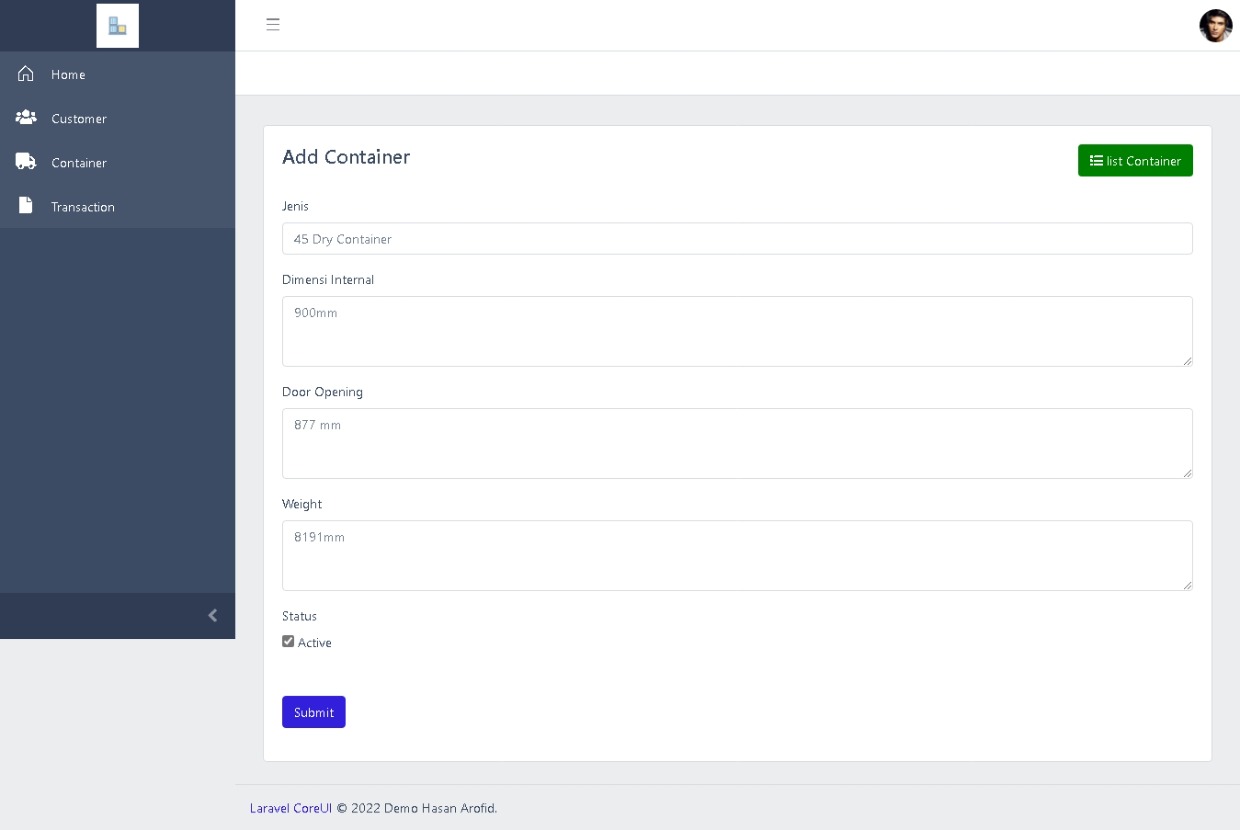 Home
Customer
Container
Transaction
Add Container
list Container
Jenis
45 Dry Container
Dimensi Internal
900mm
Door Opening
877 mm
Weight
8191mm
Status
Active
Submit
Laravel CoreUI © 2022 Demo Hasan Arofid.